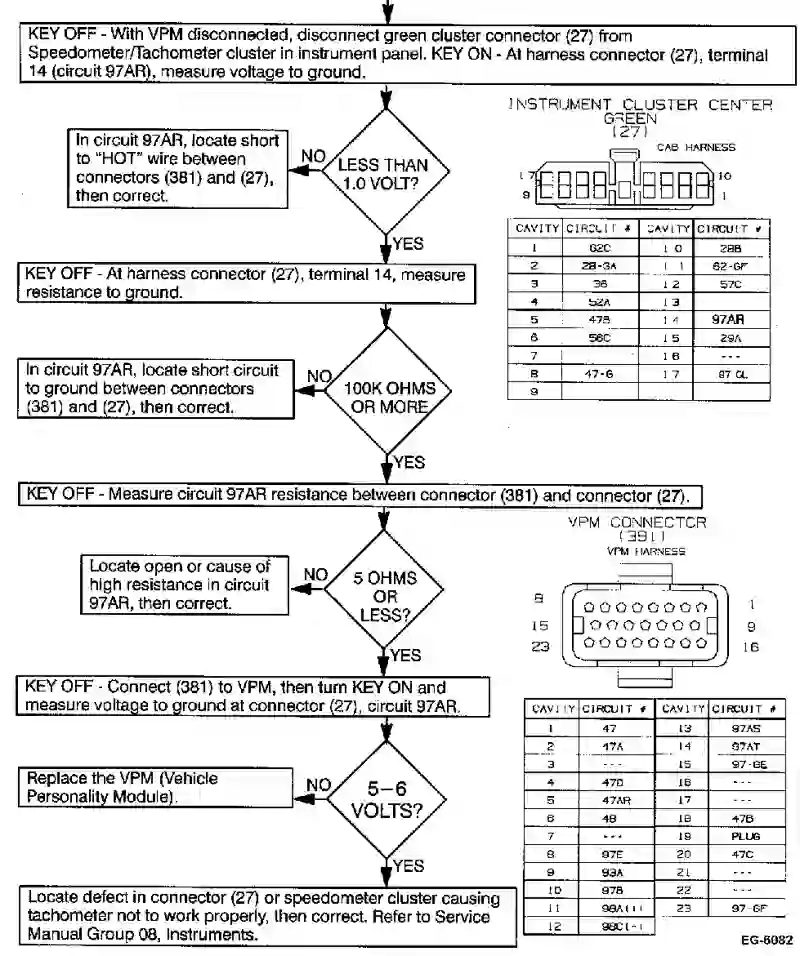 KEY OFF - With VPM disconnected, disconnect green cluster connector (27) from
Speedometer/Tachometer cluster in instrument panel. KEY ON - At harness connector (27), terminal
14 (circuit 97AR), measure voltage to ground.
In circuit 97AR, locate short
to "HOT" wire between
connectors (381) and (27),
then correct.
NO
LESS THAN
1.0 VOLT?
YES
INSTRUMENT CLUSTER CENTER
GREEN
(27)
CAB HARNESS
17 10
9 1
CAVITY CIRCUIT # CAVITY CIRCUIT #
1 62C 10 28B
2 28-3A 11 62-GF
3 36 12 57C
4 52A 13
5 47B 14 97AR
6 56C 15 29A
7 16 ---
8 47-G 17 97 GL
9
KEY OFF - At harness connector (27), terminal 14, measure
resistance to ground.
In circuit 97AR, locate short circuit
to ground between connectors
(381) and (27), then correct.
NO
100K OHMS
OR MORE
YES
KEY OFF - Measure circuit 97AR resistance between connector (381) and connector (27).
Locate open or cause of
high resistance in circuit
97AR, then correct.
NO
5 OHMS
OR
LESS?
YES
VPM CONNECTOR
(391)
VPM HARNESS
8 1
15 9
23 16
KEY OFF - Connect (381) to VPM, then turn KEY ON and
measure voltage to ground at connector (27), circuit 97AR.
CAVITY CIRCUIT # CAVITY CIRCUIT #
1 47 13 97AS
2 47A 14 97AT
3 --- 15 97-GE
4 47D 16 ---
5 47AR 17 ---
6 48 18 47B
7 --- 19 PLUG
8 97E 20 47C
9 93A 21 ---
10 97B 22 ---
11 98A(+) 23 97-GF
12 98C(-)
Replace the VPM (Vehicle
Personality Module).
NO
5–6
VOLTS?
YES
Locate defect in connector (27) or speedometer cluster causing
tachometer not to work properly, then correct. Refer to Service
Manual Group 08, Instruments.
EG-6082